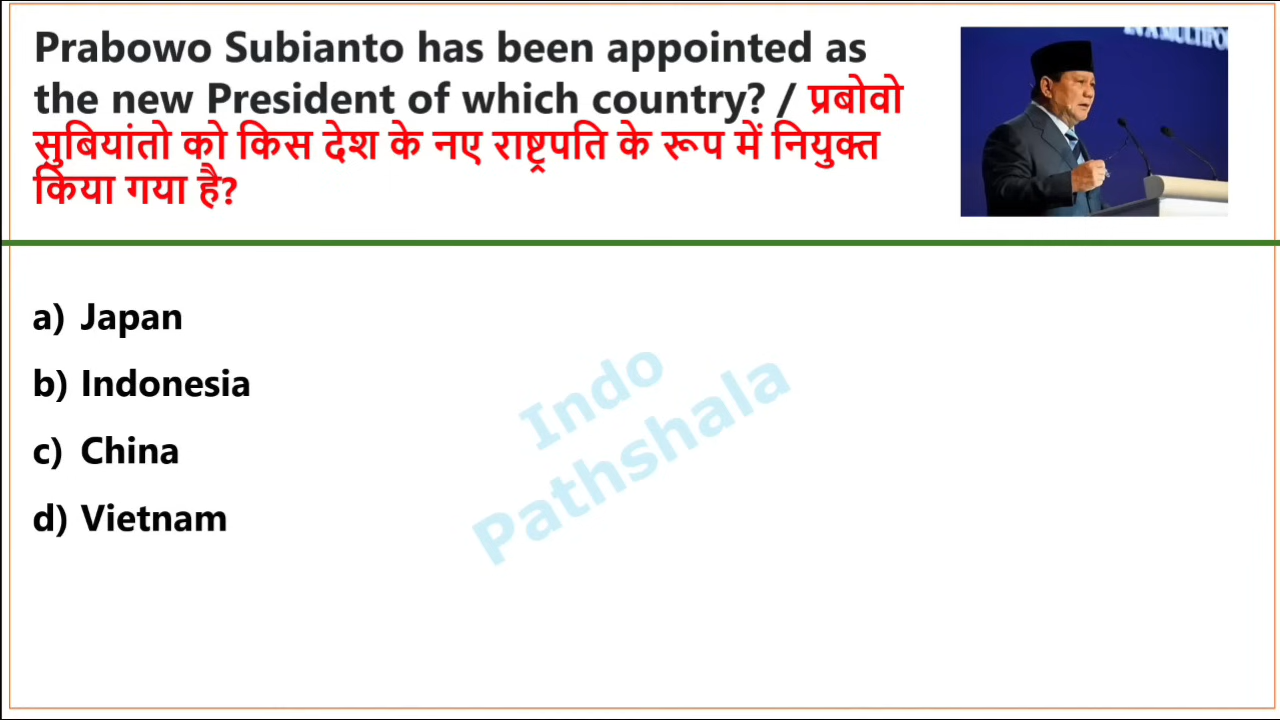 Prabowo Subianto has been appointed as
the new President of which country? / प्रबोवो
सुबियांतो को किस देश के नए राष्ट्रपति के रूप में नियुक्त
किया गया है?
a) Japan
b) Indonesia
c) China
d) Vietnam
Indo
Pathshala